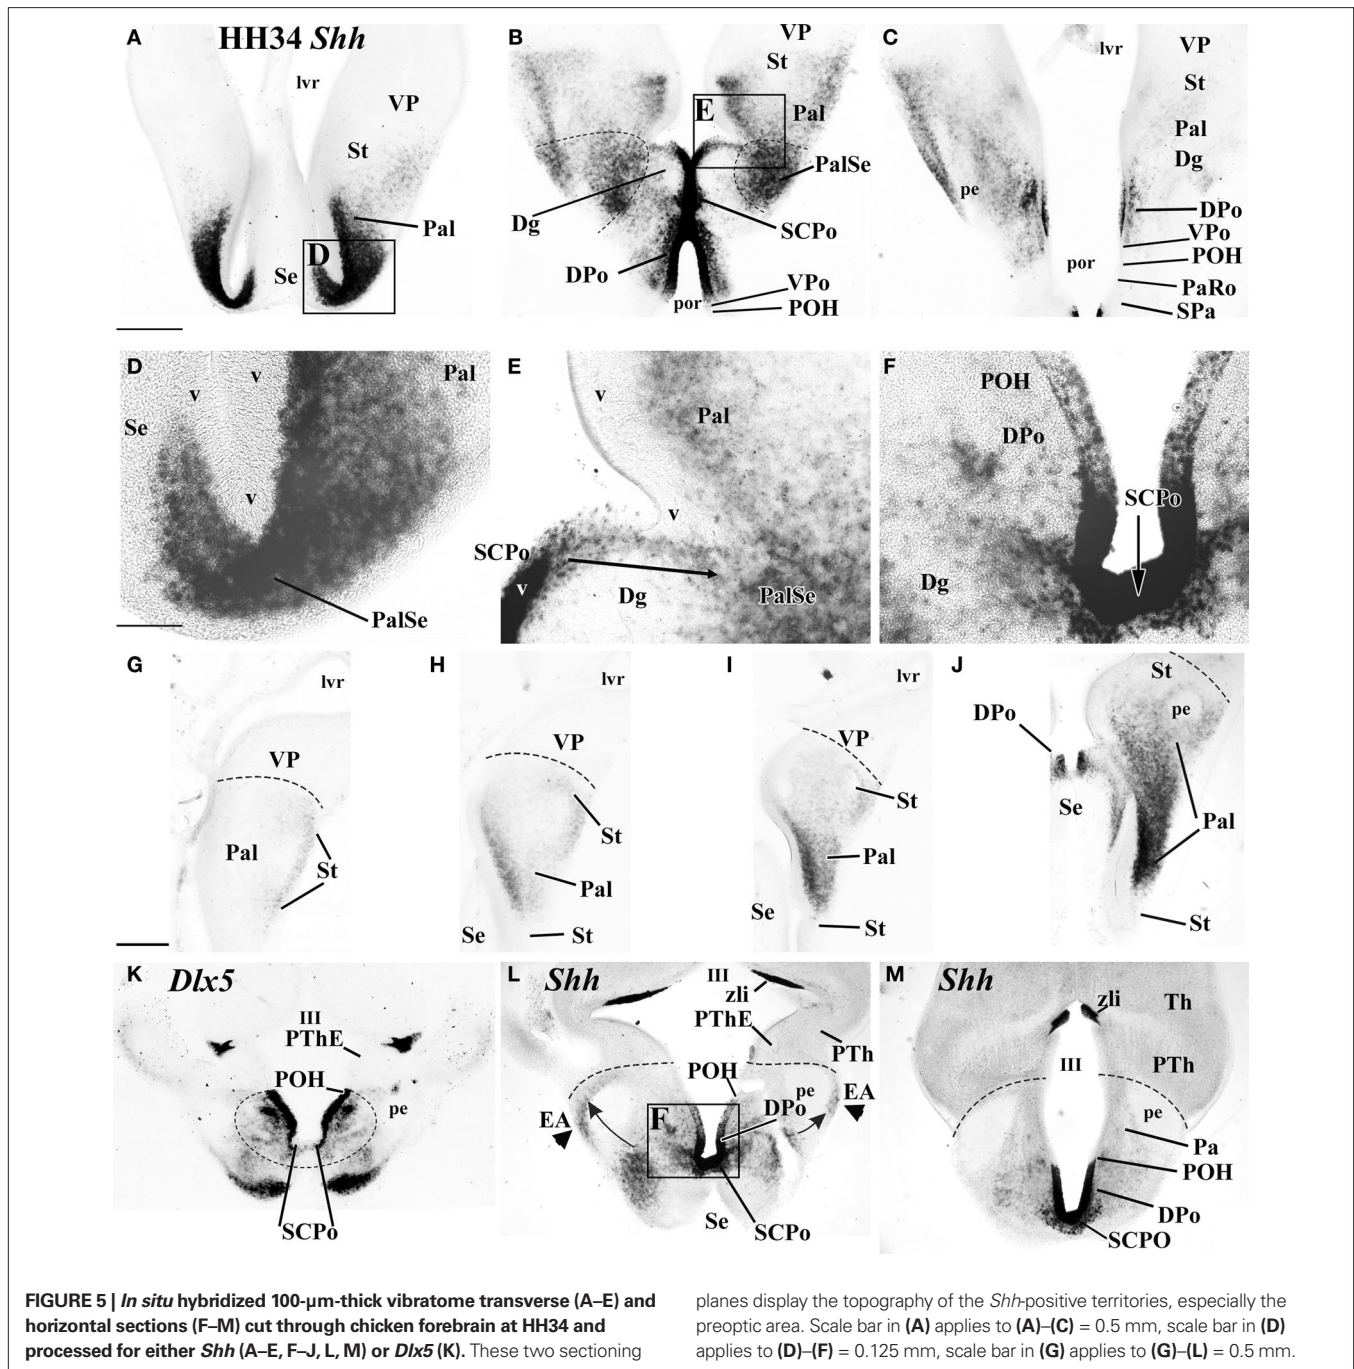 A
HH34 Shh
lvr
VP
St
Pal
Se
D
B
VP
St
E
Pal
PalSe
Dg
SCPo
DPo
VPo
por
POH
C
lvr
VP
St
Pal
Dg
pe
DPo
VPo
POH
por
PaRo
SPa
D
v
v
Pal
Se
v
PalSe
E
v
Pal
v
SCPo
v
Dg
PalSe
F
POH
DPo
SCPo
Dg
G
lvr
VP
Pal
St
H
lvr
VP
St
Pal
Se
St
I
lvr
VP
St
Pal
Se
St
J
St
DPo
pe
Se
Pal
St
K
Dlx5
III
PThE
POH
pe
SCPo
L
Shh
III
zli
PThE
PTh
POH
pe
EA
DPo
EA
F
Se
SCPo
M
Shh
zli
Th
III
PTh
pe
Pa
POH
DPo
SCPO
FIGURE 5 | In situ hybridized 100-μm-thick vibratome transverse (A–E) and
horizontal sections (F–M) cut through chicken forebrain at HH34 and
processed for either Shh (A–E, F–J, L, M) or Dlx5 (K). These two sectioning
planes display the topography of the Shh-positive territories, especially the
preoptic area. Scale bar in (A) applies to (A)–(C) = 0.5 mm, scale bar in (D)
applies to (D)–(F) = 0.125 mm, scale bar in (G) applies to (G)–(L) = 0.5 mm.